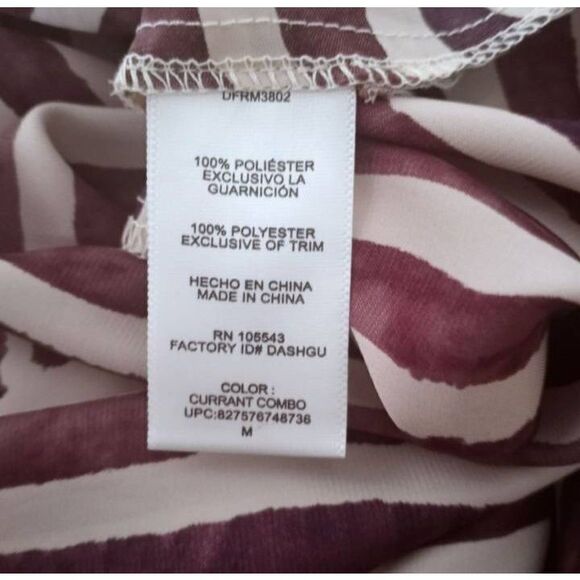 DFRM3802
100% POLIÉSTER
EXCLUSIVO LA
GUARNICIÓN
100% POLYESTER
EXCLUSIVE OF TRIM
HECHO EN CHINA
MADE IN CHINA
RN 105543
FACTORY ID# DASHGU
COLOR :
CURRANT COMBO
UPC:827576748736
M